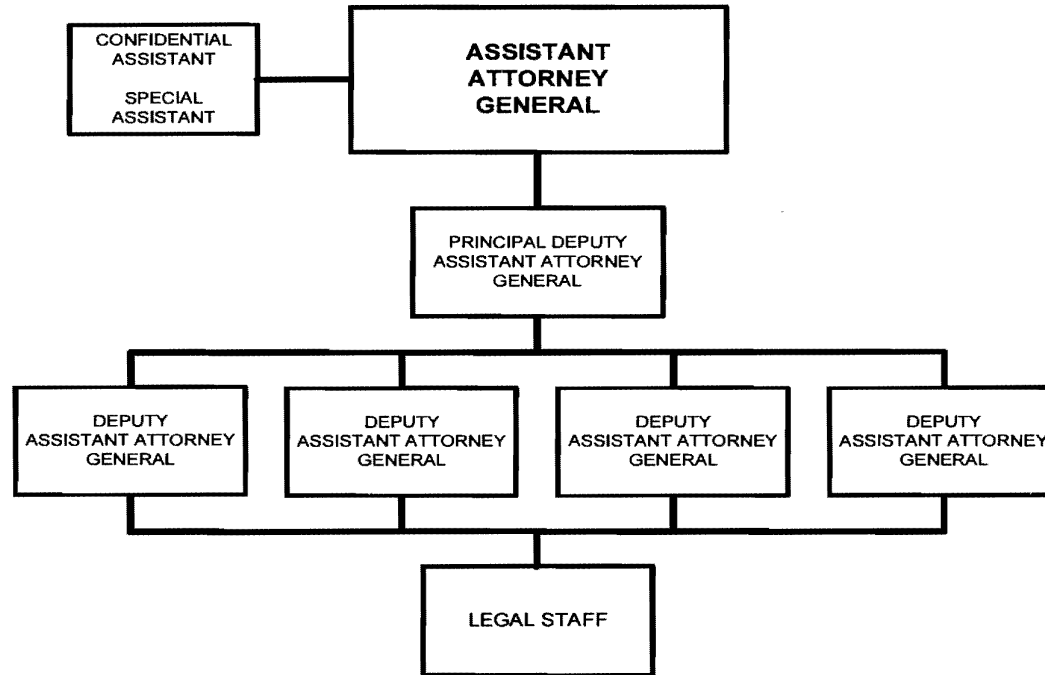 CONFIDENTIAL
ASSISTANT
SPECIAL
ASSISTANT
ASSISTANT
ATTORNEY
GENERAL
PRINCIPAL DEPUTY
ASSISTANT ATTORNEY
GENERAL
DEPUTY
ASSISTANT ATTORNEY
GENERAL
DEPUTY
ASSISTANT ATTORNEY
GENERAL
DEPUTY
ASSISTANT ATTORNEY
GENERAL
DEPUTY
ASSISTANT ATTORNEY
GENERAL
LEGAL STAFF